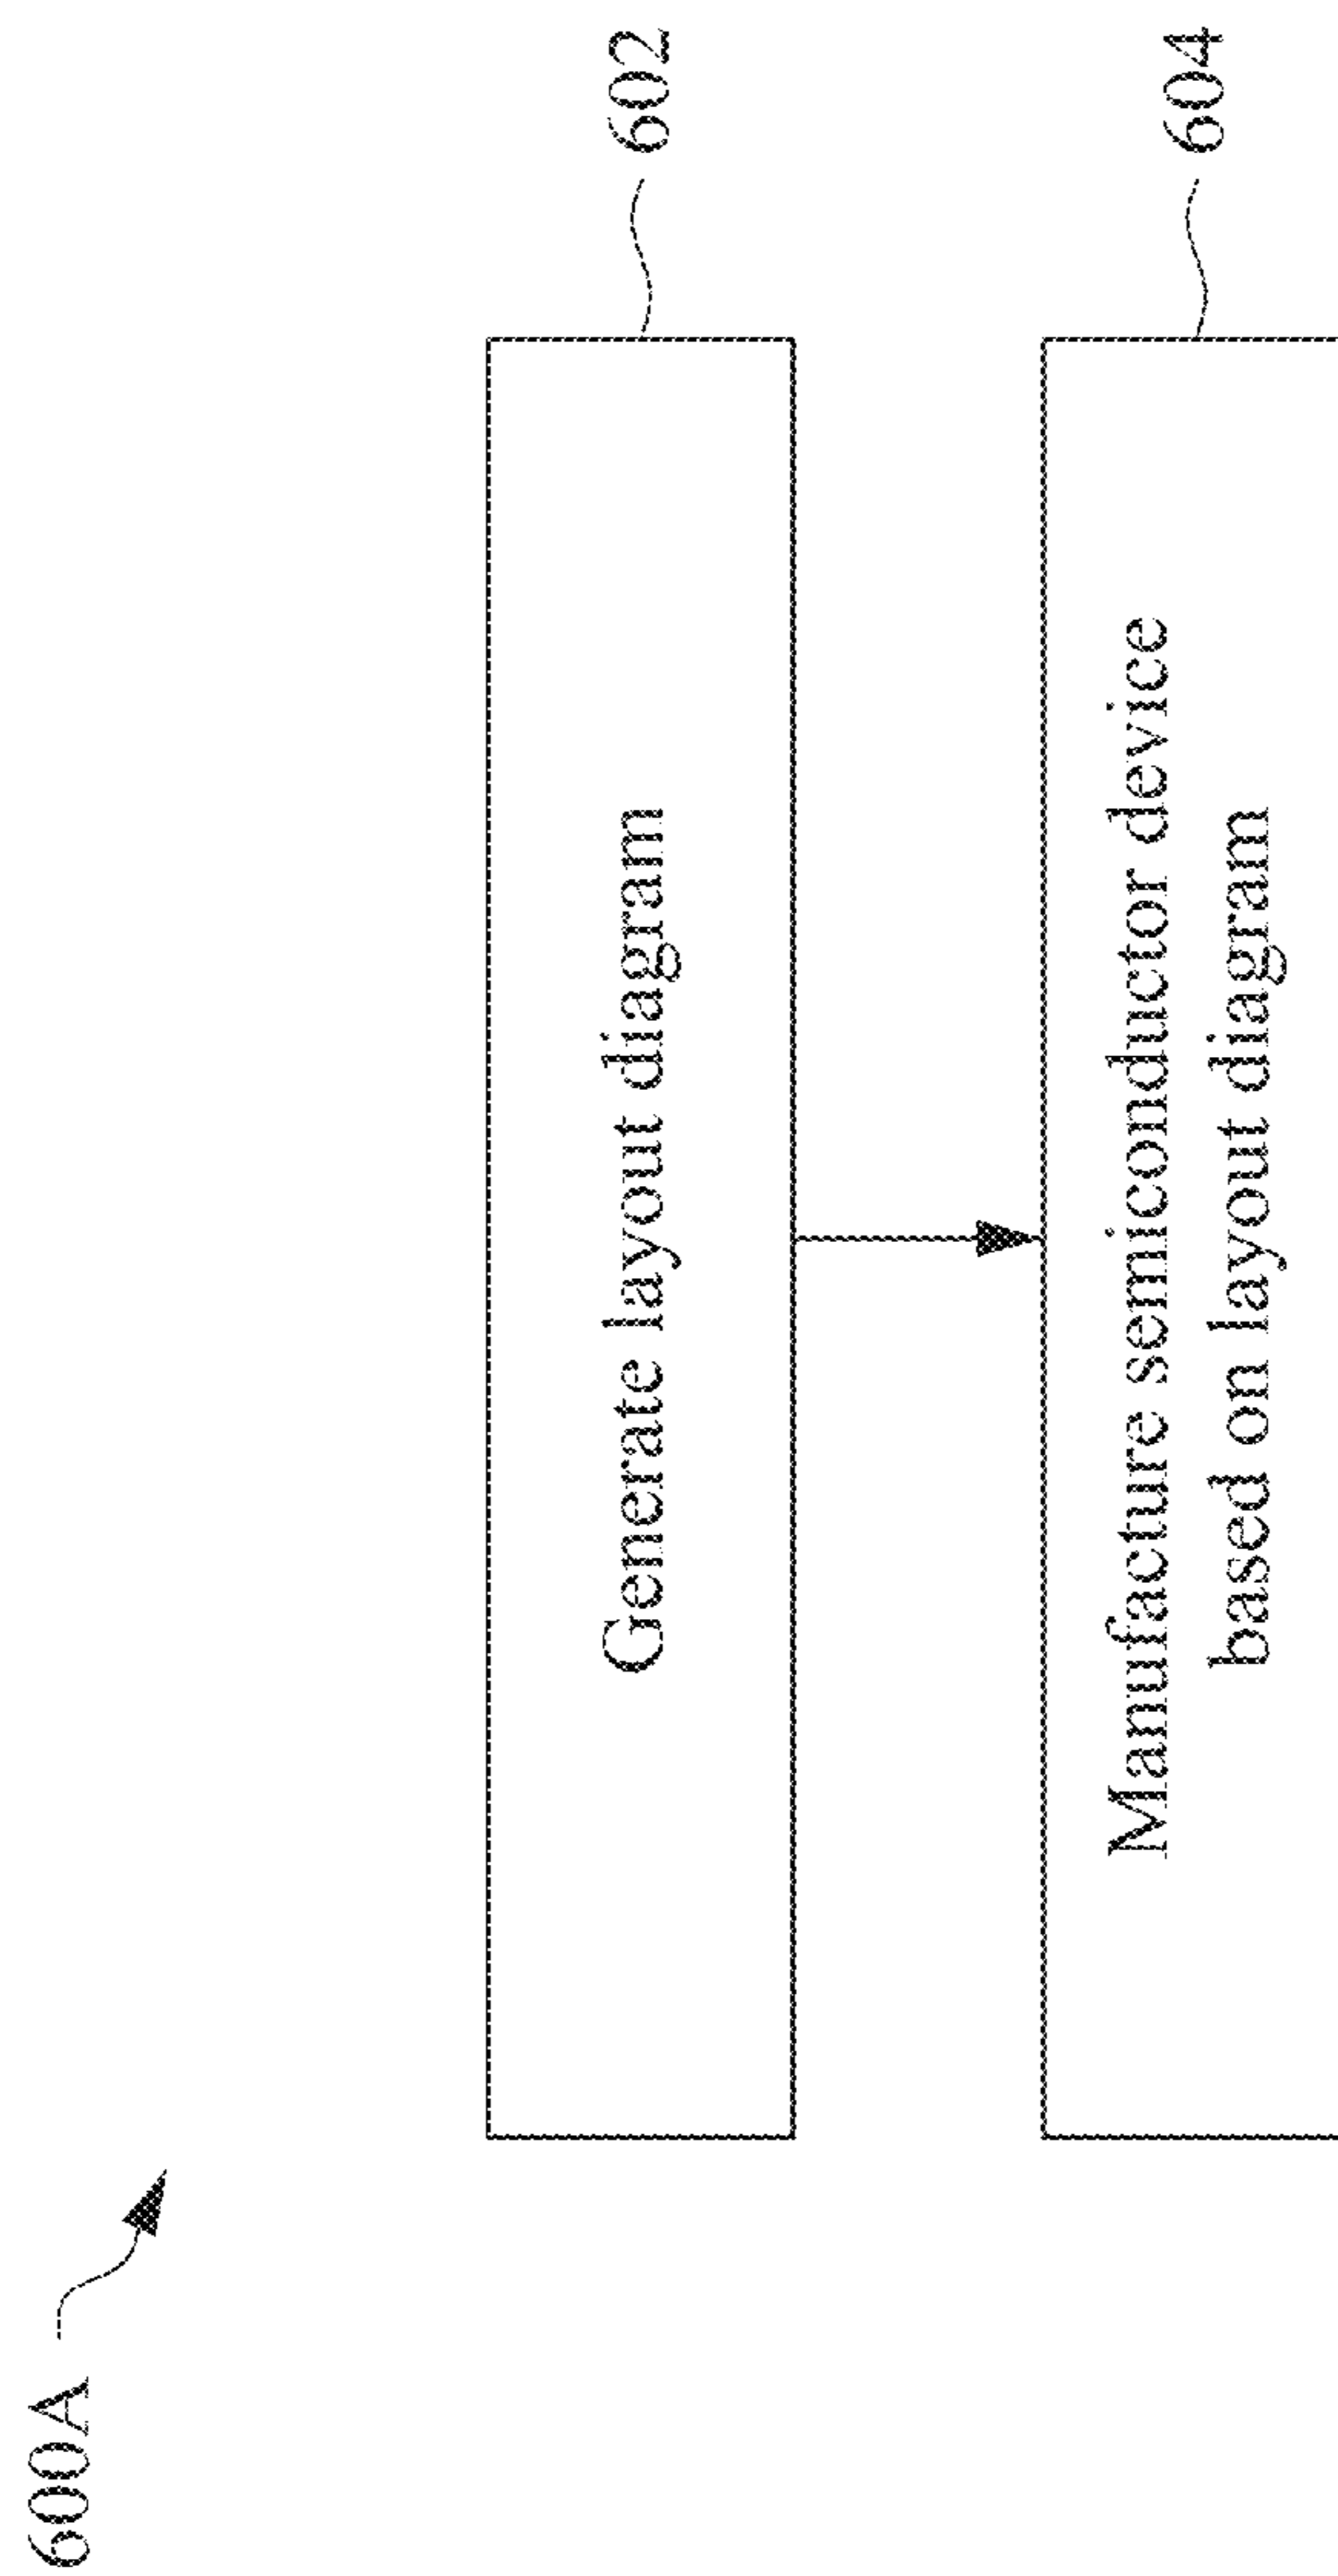 600A
Generate layout diagram
602
Manufacture semiconductor device
based on layout diagram
604